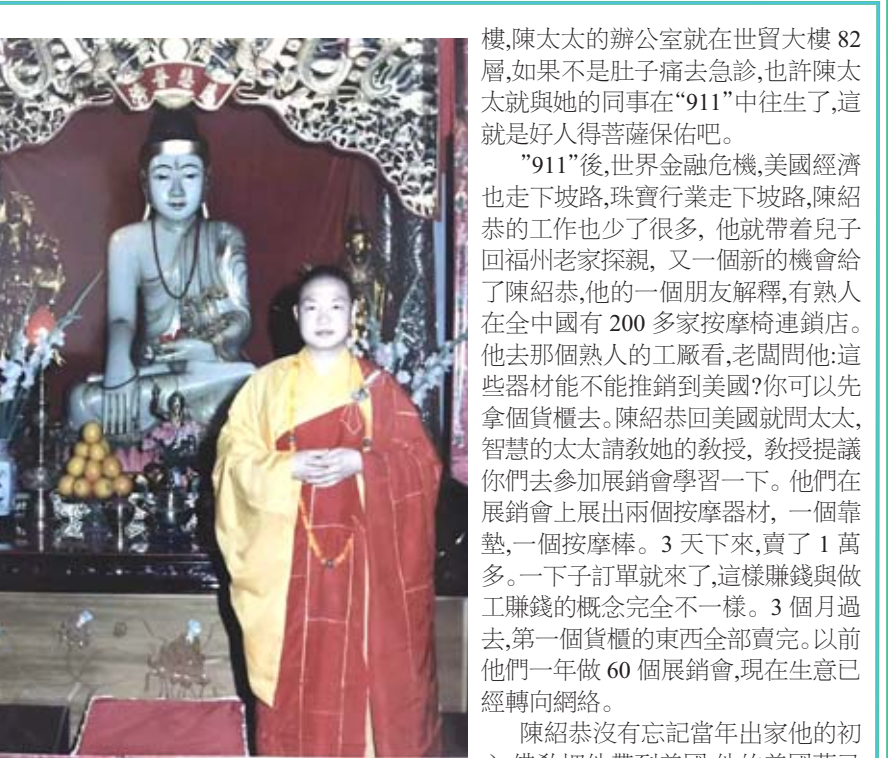 樓,陳太太的辦公室就在世貿大樓 82
層,如果不是肚子痛去急診,也許陳太
太就與她的同事在“911”中往生了,這
就是好人得菩薩保佑吧。
”911”後,世界金融危機,美國經濟
也走下坡路,珠寶行業走下坡路,陳紹
恭的工作也少了很多, 他就帶着兒子
回福州老家探親, 又一個新的機會給
了陳紹恭,他的一個朋友解釋,有熟人
在全中國有 200 多家按摩椅連鎖店。
他去那個熟人的工廠看,老闆問他:這
些器材能不能推銷到美國?你可以先
拿個貨櫃去。陳紹恭回美國就問太太,
智慧的太太請教她的教授, 教授提議
你們去參加展銷會學習一下。他們在
展銷會上展出兩個按摩器材, 一個靠
墊,一個按摩棒。3 天下來,賣了 1 萬
多。一下子訂單就來了,這樣賺錢與做
工賺錢的概念完全不一樣。3 個月過
去,第一個貨櫃的東西全部賣完。以前
他們一年做 60 個展銷會,現在生意已
經轉向網絡。
陳紹恭沒有忘記當年出家他的初